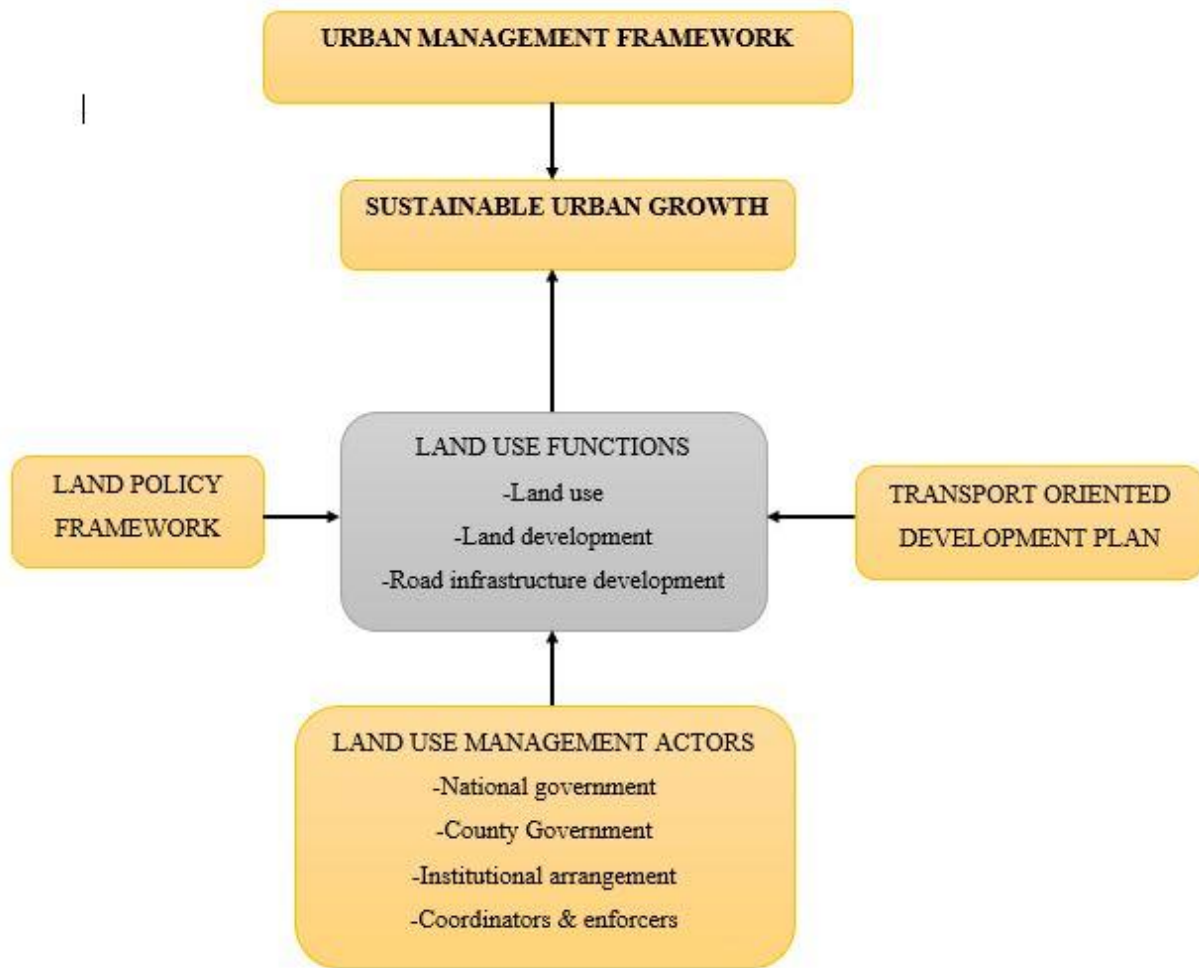 URBAN MANAGEMENT FRAMEWORK
SUSTAINABLE URBAN GROWTH
LAND USE FUNCTIONS
-Land use
-Land development
-Road infrastructure development
LAND POLICY
FRAMEWORK
TRANSPORT ORIENTED
DEVELOPMENT PLAN
LAND USE MANAGEMENT ACTORS
-National government
-County Government
-Institutional arrangement
-Coordinators & enforcers